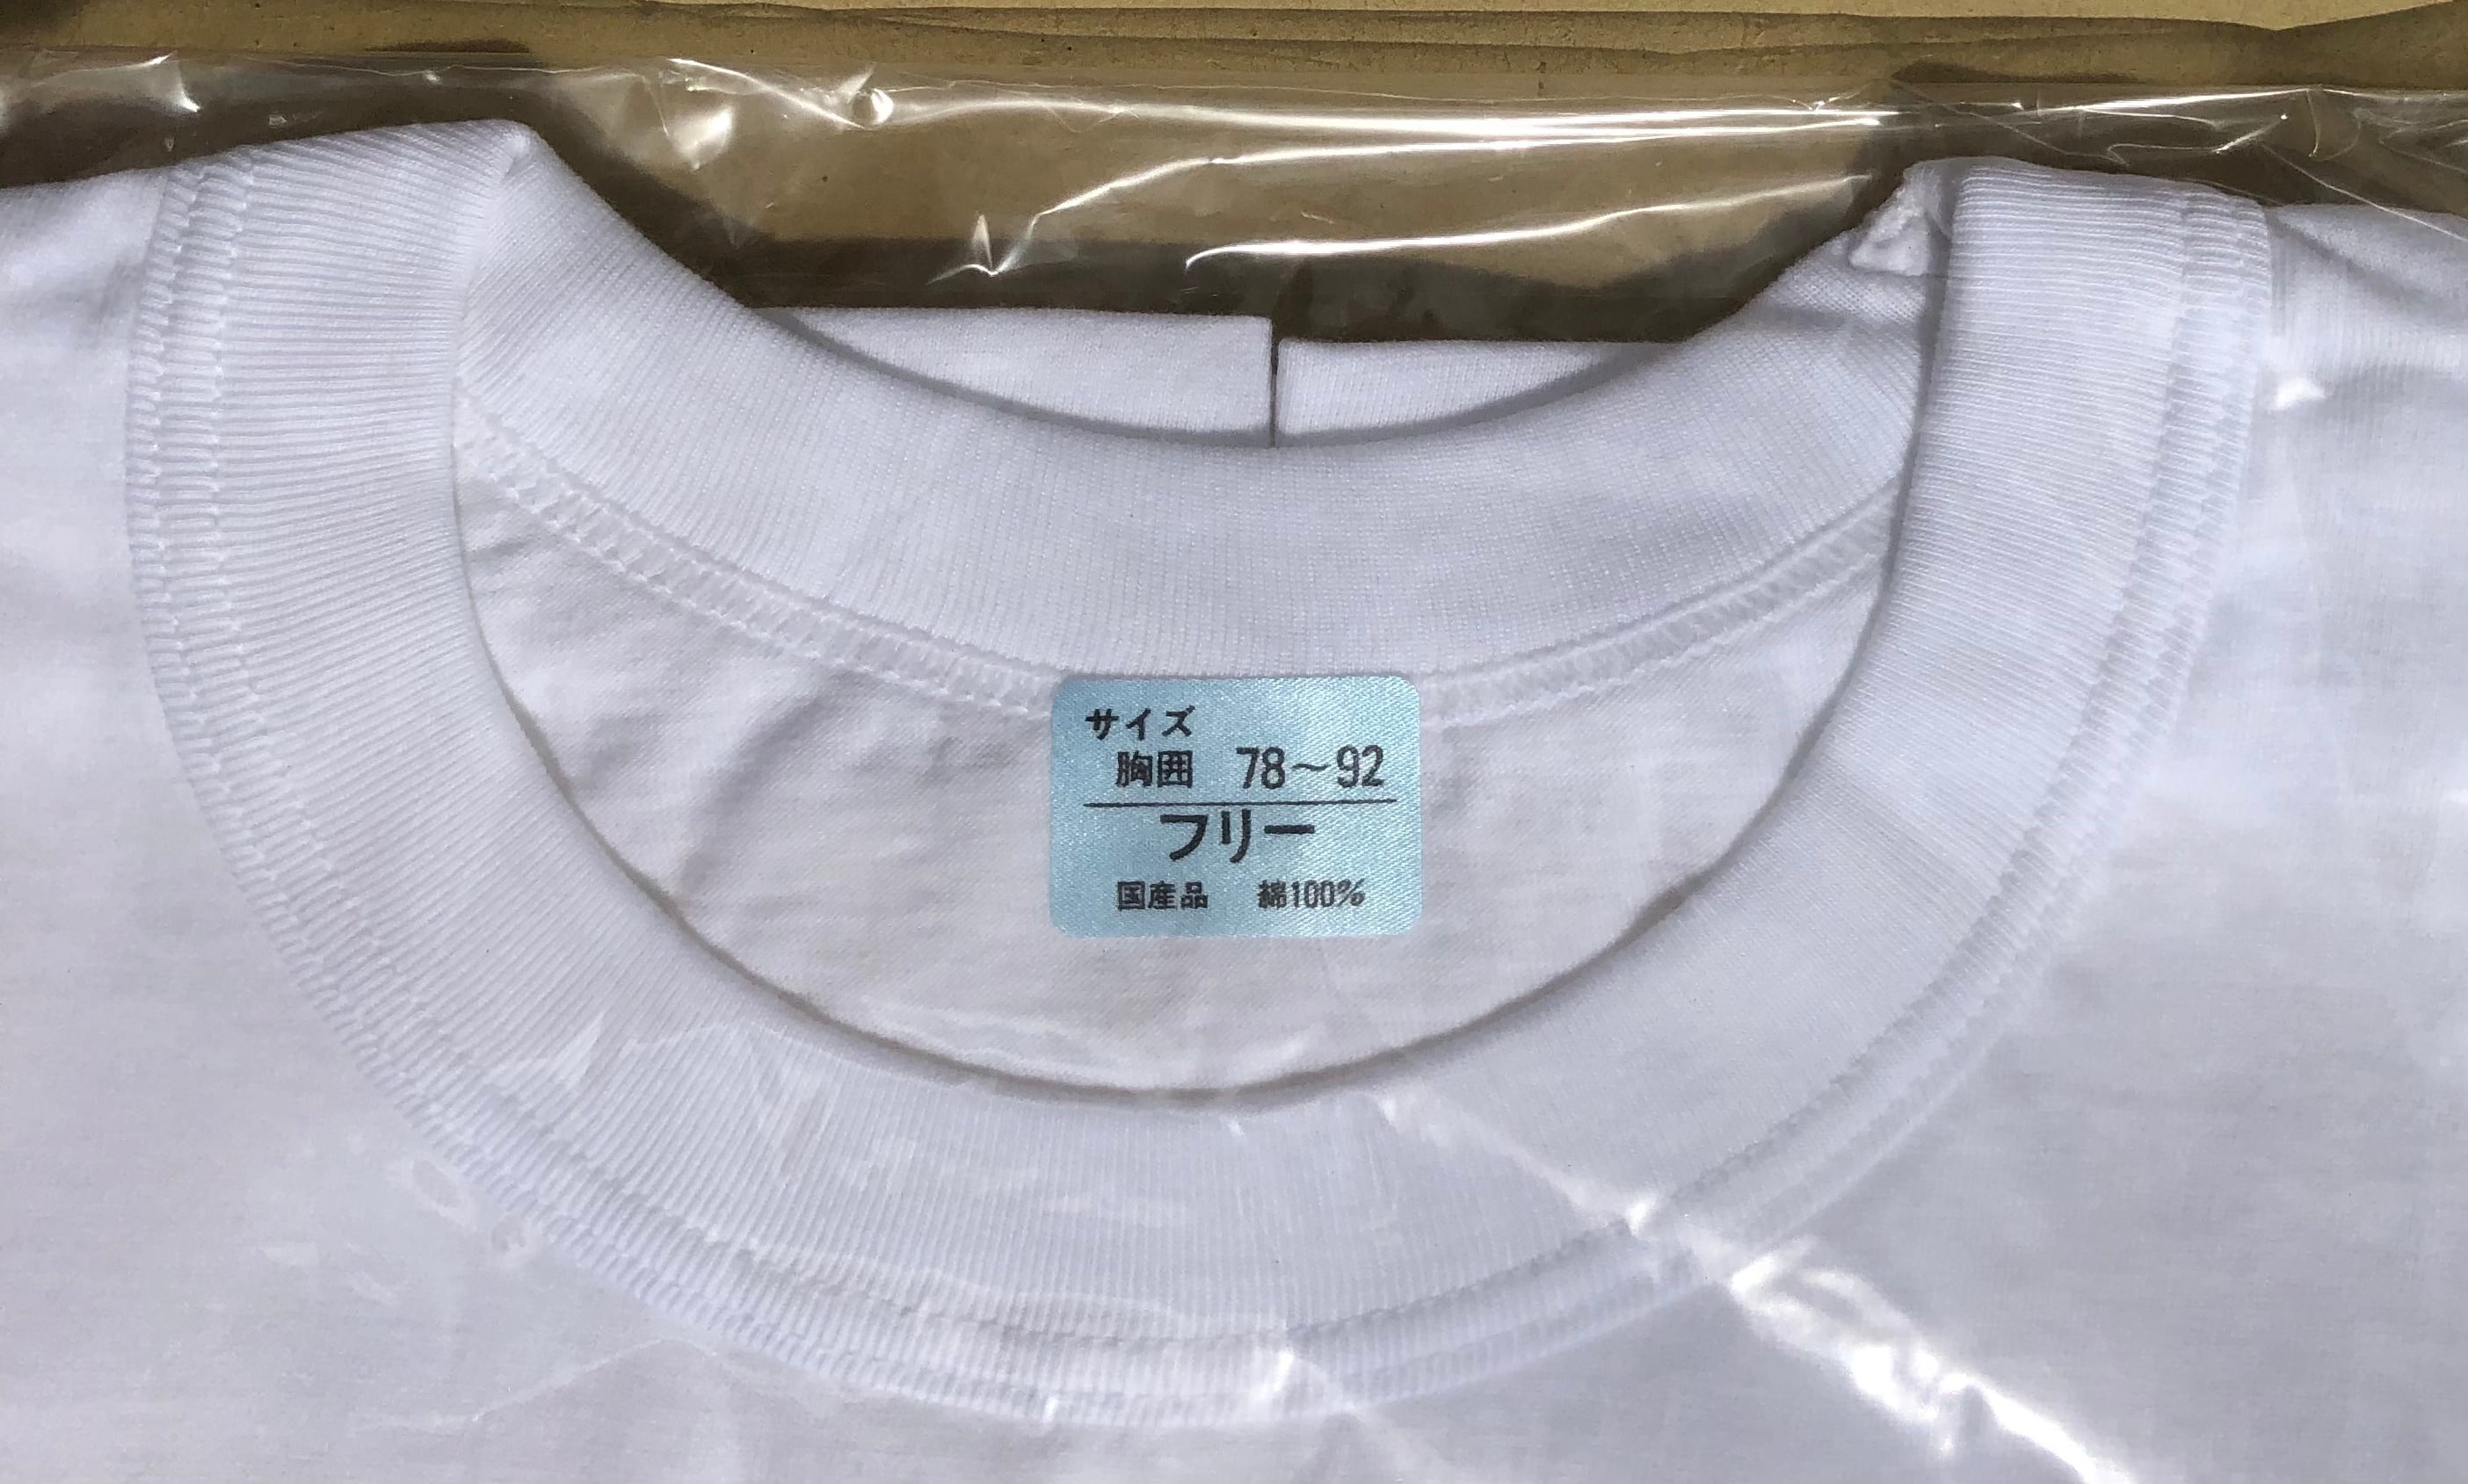 サイズ
胸囲 78～92
フリー
国産品 綿100%